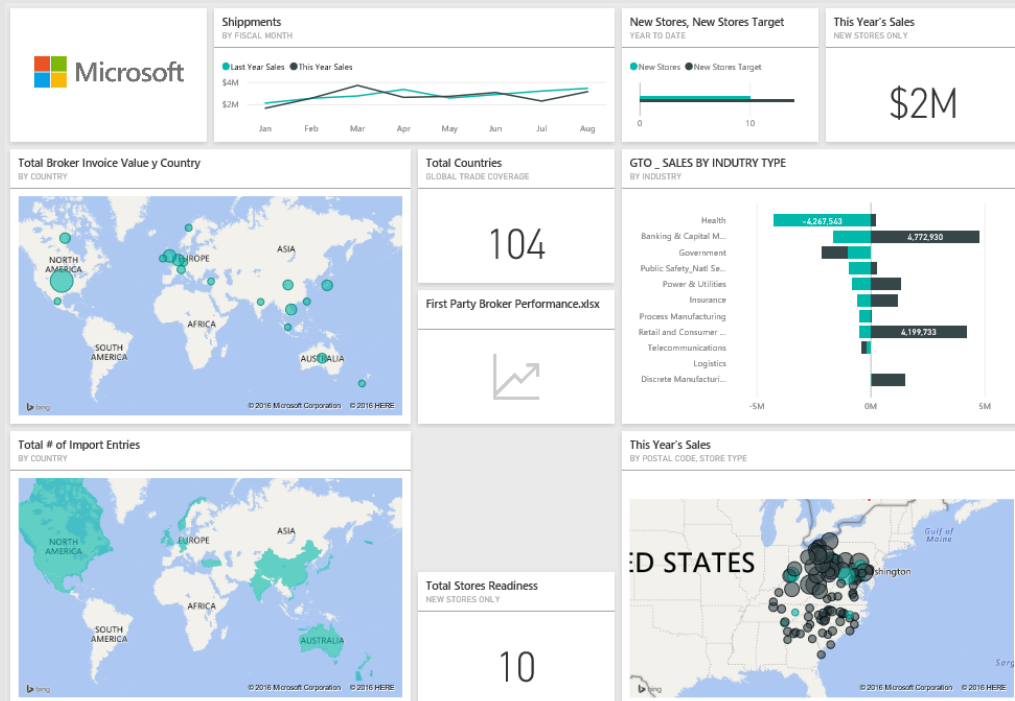 Microsoft
Shippments
BY FISCAL MONTH
Last Year Sales This Year Sales
$4M
$2M
Jan Feb Mar Apr May Jun Jul Aug
New Stores, New Stores Target
YEAR TO DATE
New Stores New Stores Target
0 10
This Year's Sales
NEW STORES ONLY
$2M
Total Broker Invoice Value y Country
BY COUNTRY
NORTH
AMERICA
EUROPE
ASIA
AFRICA
SOUTH
AMERICA
AUSTRALIA
bing
© 2016 Microsoft Corporation © 2016 HERE
Total Countries
GLOBAL TRADE COVERAGE
104
First Party Broker Performance.xlsx
GTO _ SALES BY INDUTRY TYPE
BY INDUSTRY
Health -4,267,543
Banking & Capital M... 4,772,930
Government
Public Safety_Natl Se...
Power & Utilities
Insurance
Process Manufacturing
Retail and Consumer ... 4,199,733
Telecommunications
Logistics
Discrete Manufacturi...
-5M 0M 5M
Total # of Import Entries
BY COUNTRY
NORTH
AMERICA
EUROPE
ASIA
AFRICA
SOUTH
AMERICA
AUSTRALIA
bing
© 2016 Microsoft Corporation © 2016 HERE
Total Stores Readiness
NEW STORES ONLY
10
This Year's Sales
BY POSTAL CODE, STORE TYPE
ED STATES
Gulf of
Maine
shington
Sarg
bing
© 2016 Microsoft Corporation © 2016 HERE